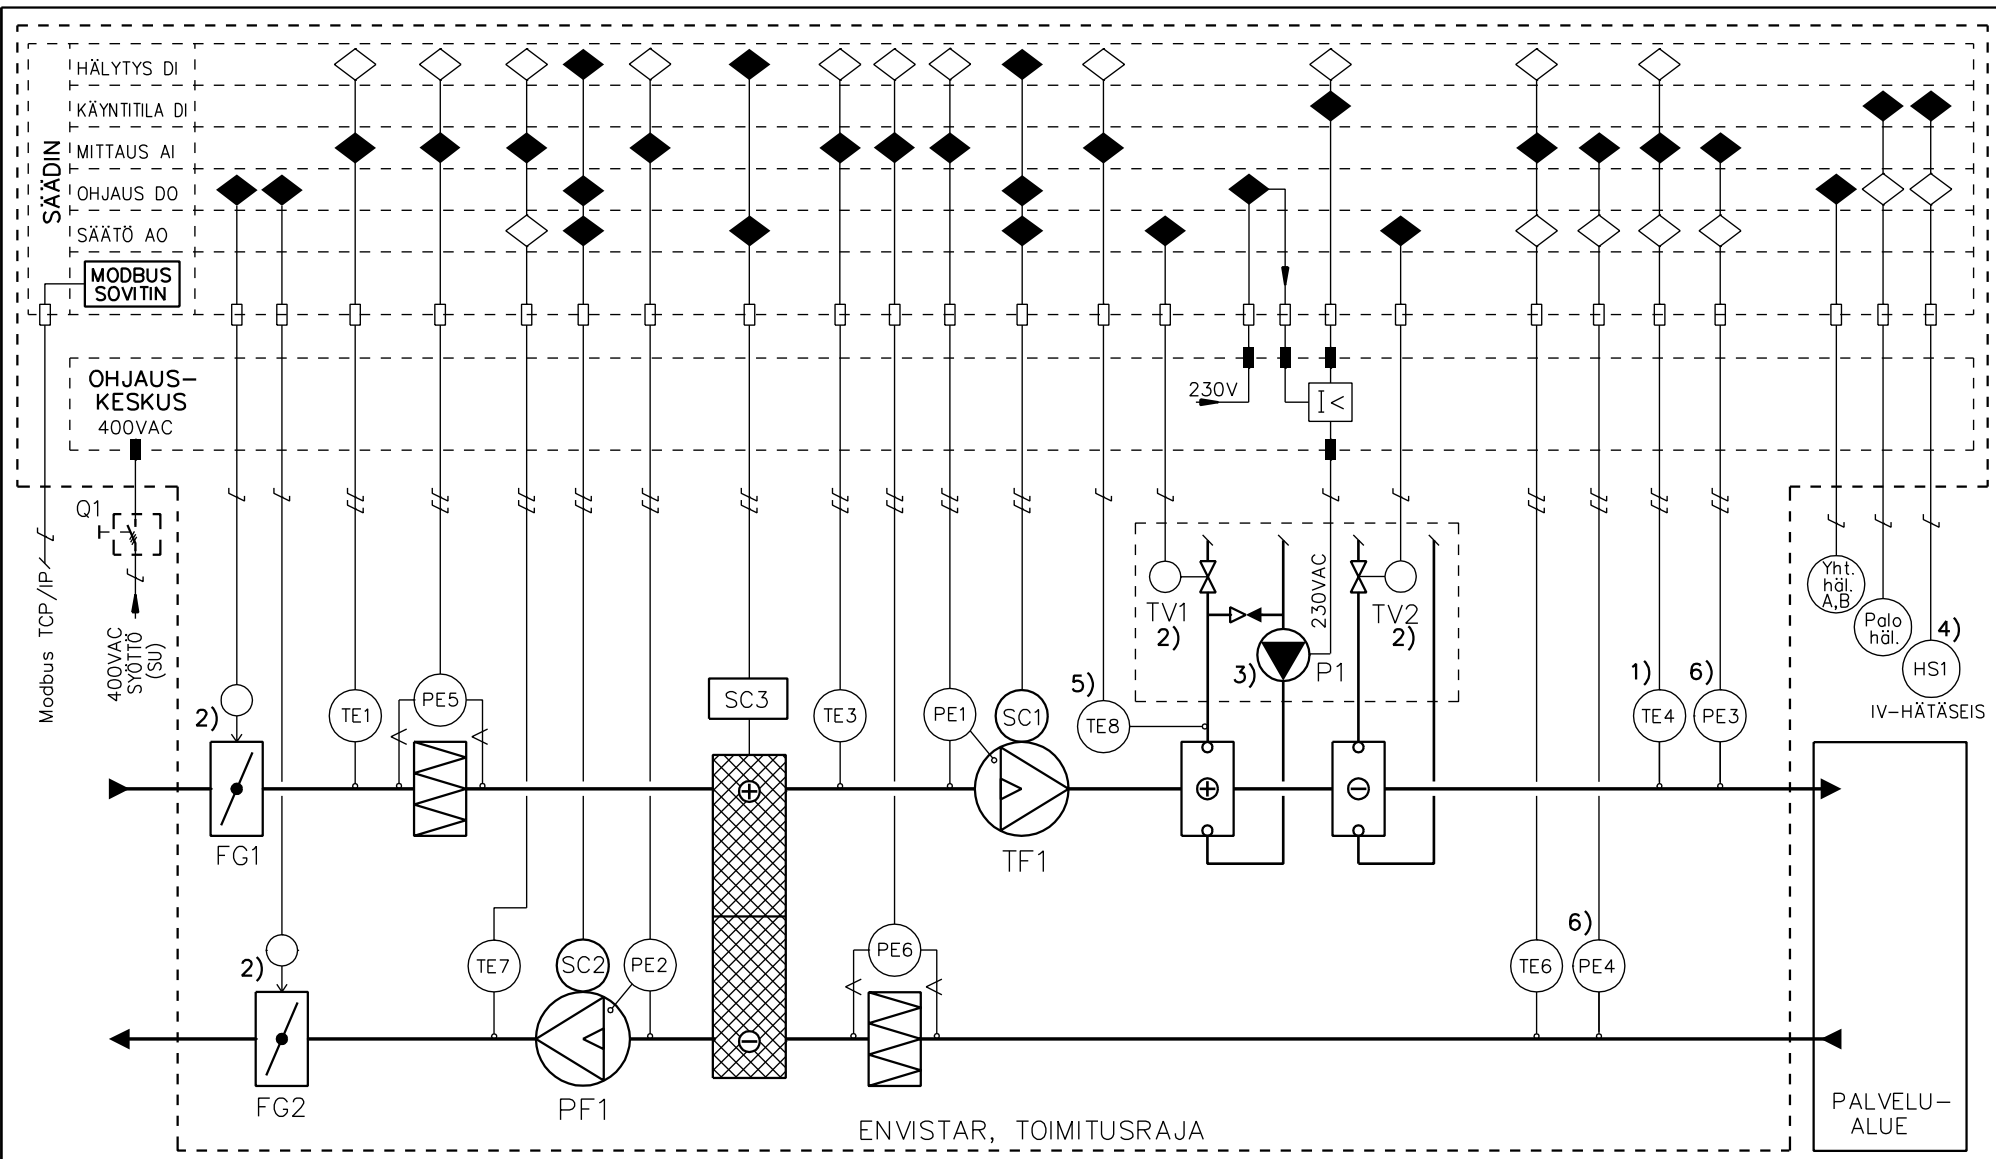 HÄLYTYS DI
KÄYNTITILA DI
MITTAUS AI
OHJAUS DO
SÄÄTÖ AO
SÄÄDIN
MODBUS
SOVITIN
OHJAUS-
KESKUS
400VAC
230V
I<
Q1
Modbus TCP/IP
400VAC
SYÖTTÖ
(SU)
TV1
2)
230VAC
TV2
2)
3)
P1
Yht.
häl.
A,B
Palo
häl.
4)
HS1
IV-HÄTÄSEIS
2)
TE1
PE5
SC3
TE3
PE1
SC1
5)
TE8
1)
TE4
6)
PE3
FG1
TF1
2)
TE7
SC2
PE2
PE6
TE6
6)
PE4
FG2
PF1
ENVISTAR, TOIMITUSRAJA
PALVELU-
ALUE